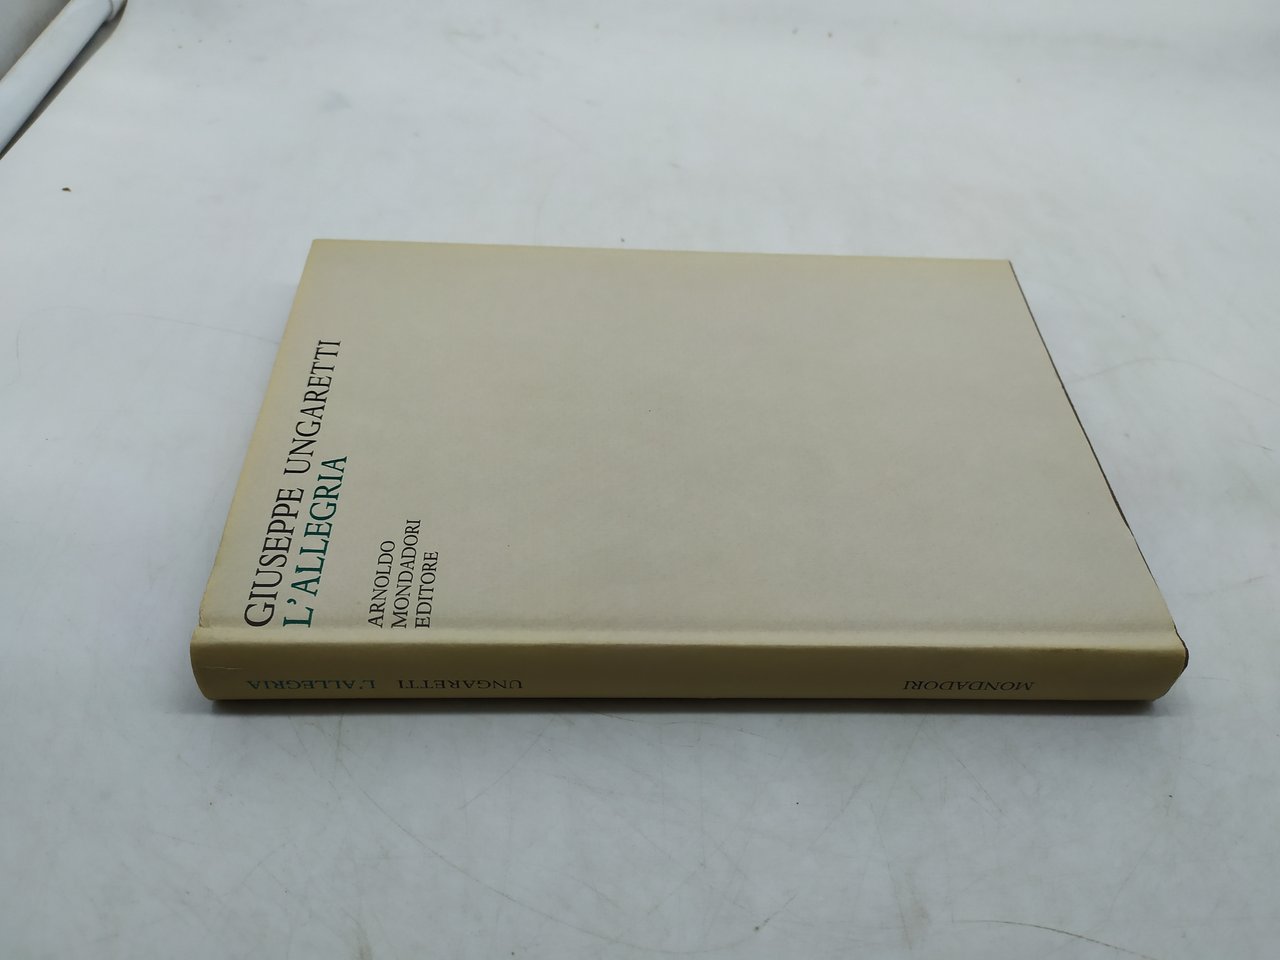 GIUSEPPE UNGARETTI
L'ALLEGRIA
ARNOLDO
MONDADORI
EDITORE
MONDADORI
UNGARETTI L'ALLEGRIA